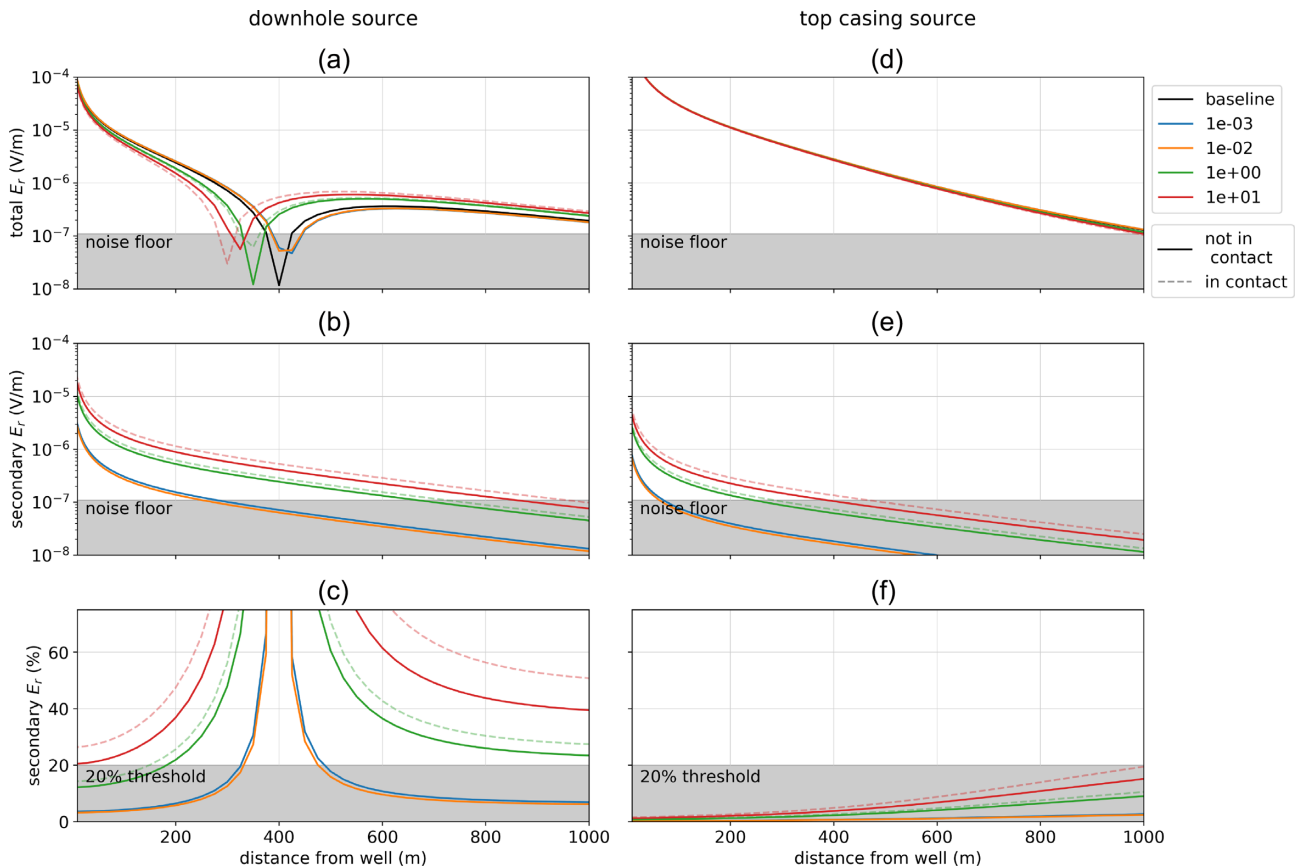 downhole source
top casing source
(a)
(d)
10⁻⁴
10⁻⁵
10⁻⁶
10⁻⁷
10⁻⁸
total Eᵣ (V/m)
noise floor
noise floor
baseline
1e-03
1e-02
1e+00
1e+01
not in
contact
in contact
(b)
(e)
10⁻⁴
10⁻⁵
10⁻⁶
10⁻⁷
10⁻⁸
secondary Eᵣ (V/m)
noise floor
noise floor
(c)
(f)
60
40
20
0
secondary Eᵣ (%)
20% threshold
20% threshold
200
400
600
800
1000
200
400
600
800
1000
distance from well (m)
distance from well (m)